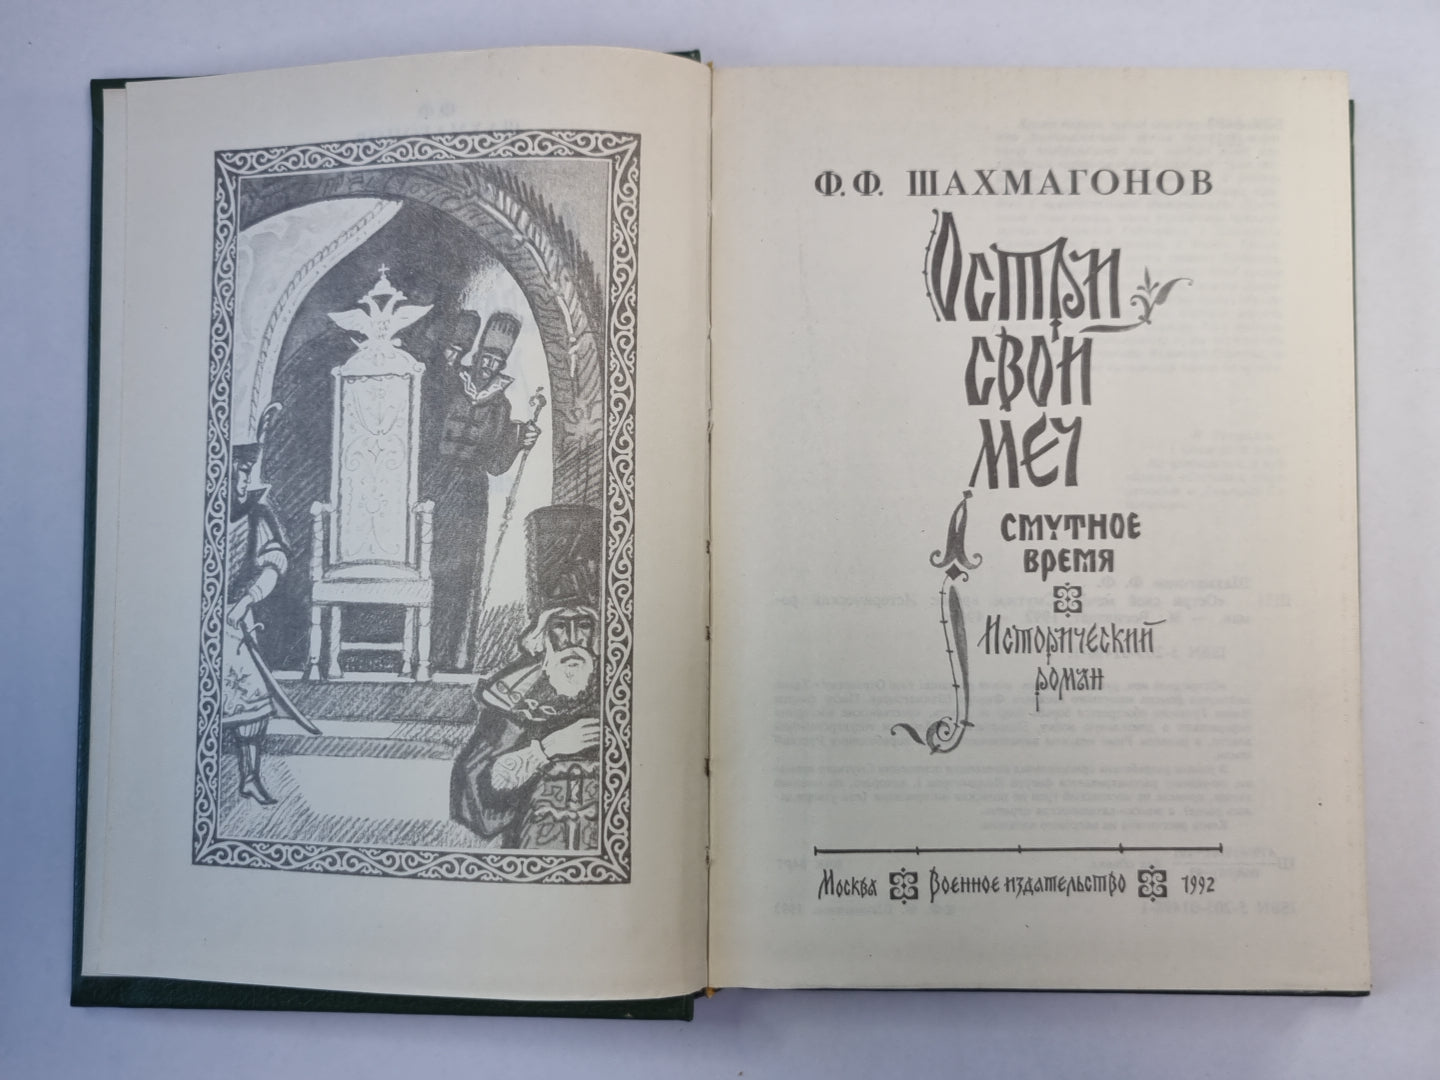 Ф. Ф. ШАХМАГОНОВ
Остри
свой
меч
смутное
время
Исторический
роман
Москва Военное издательство 1992